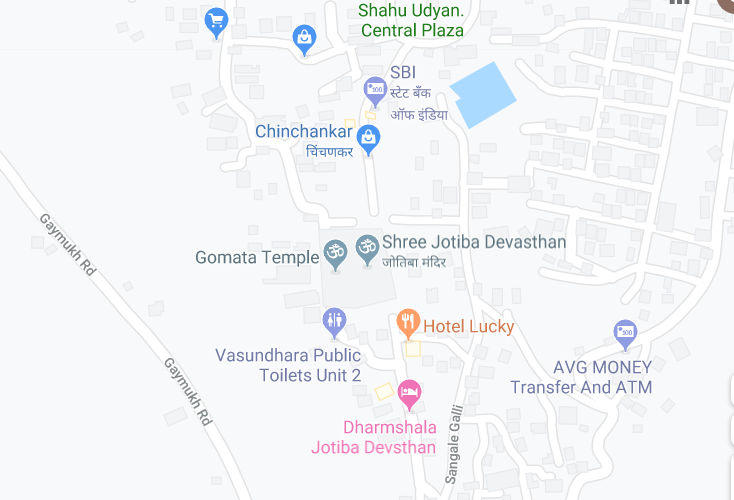 Shahu Udyan.
Central Plaza
SBI
स्टेट बँक
ऑफ इंडिया
Chinchankar
चिंचणकर
Gaymukh Rd
Gomata Temple
Shree Jotiba Devasthan
जोतिबा मंदिर
Hotel Lucky
Vasundhara Public
Toilets Unit 2
AVG MONEY
Transfer And ATM
Gaymukh Rd
Dharmshala
Jotiba Devsthan
Sangale Galli